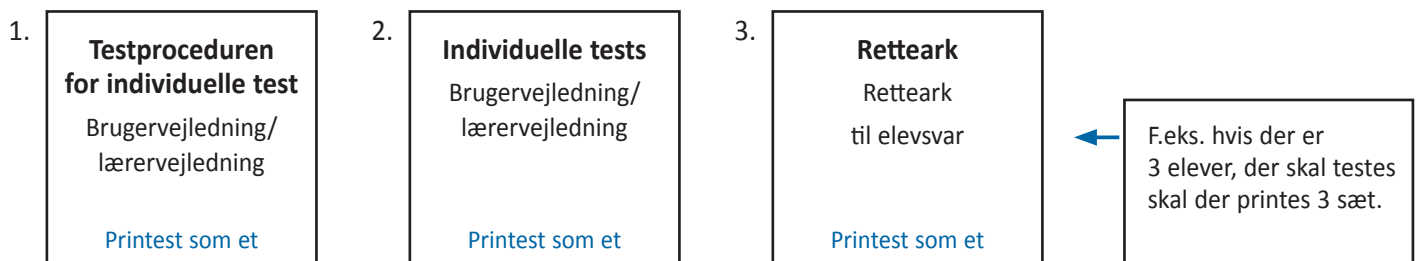 1.
Testproceduren
for individuelle test
Brugervejledning/
lærervejledning
Printest som et
2.
Individuelle tests
Brugervejledning/
lærervejledning
Printest som et
3.
Retteark
Retteark
til elevsvar
Printest som et
F.eks. hvis der er
3 elever, der skal testes
skal der printes 3 sæt.